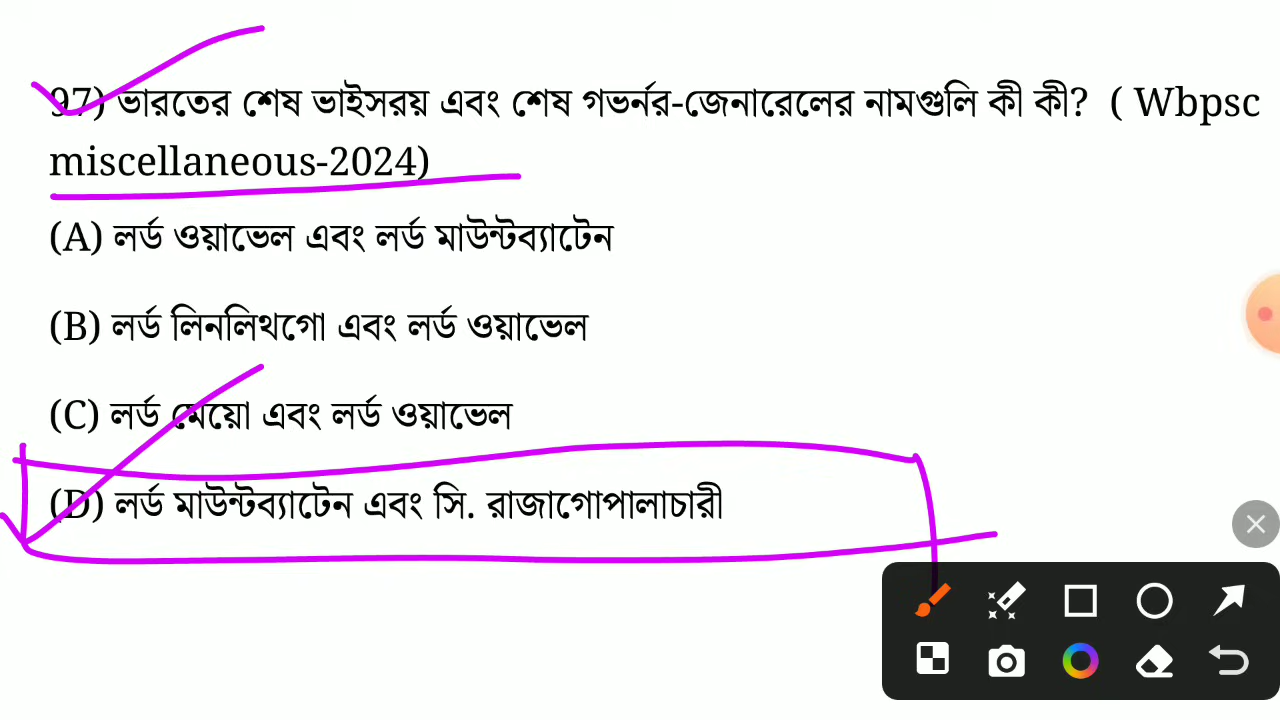 97) ভারতের শেষ ভাইসরয় এবং শেষ গভর্নর-জেনারেলের নামগুলি কী কী? ( Wbpsc
miscellaneous-2024)
(A) লর্ড ওয়াভেল এবং লর্ড মাউন্টব্যাটেন
(B) লর্ড লিনলিথগো এবং লর্ড ওয়াভেল
(C) লর্ড মেয়ো এবং লর্ড ওয়াভেল
(D) লর্ড মাউন্টব্যাটেন এবং সি. রাজাগোপালাচারী